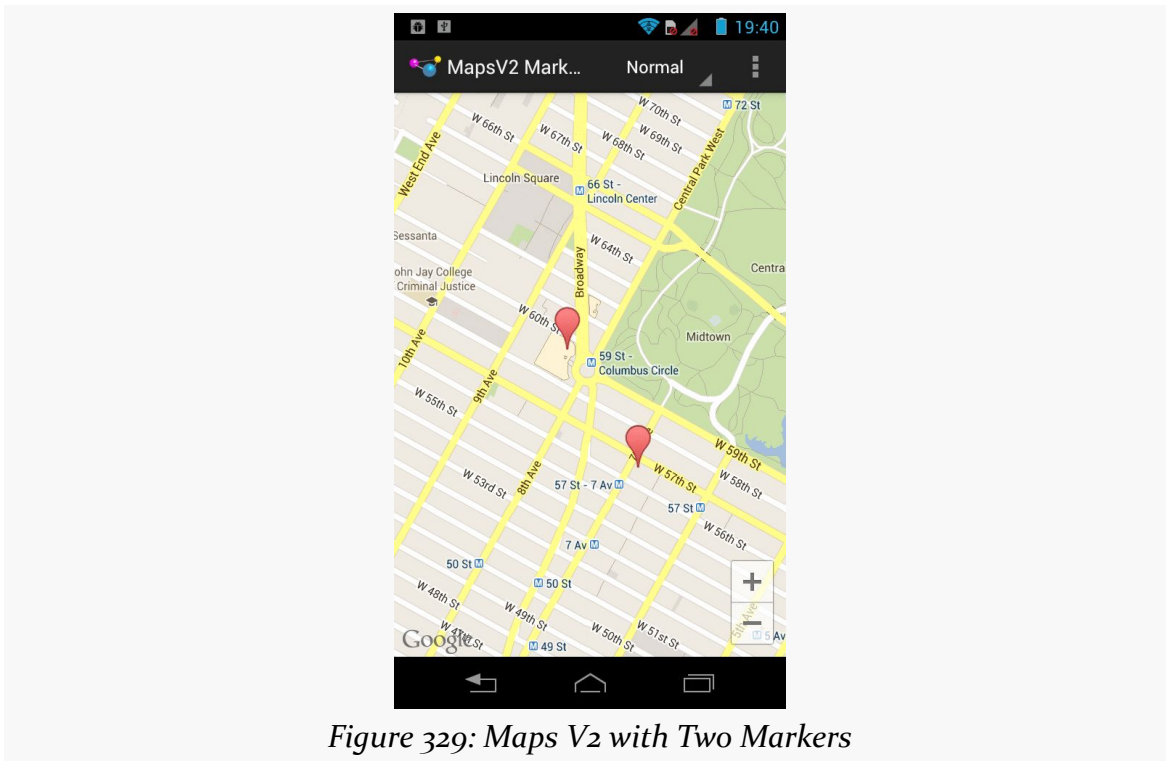 19:40
MapsV2 Mark...
Normal
W 70th St
72 St
W 66th St
W 67th St
W 68th St
W 69th St
West End Ave
Central Park West
Lincoln Square
66 St -
Lincoln Center
Sessanta
W 64th St
Broadway
ohn Jay College
Criminal Justice
Centra
W 60th St
10th Ave
Midtown
59 St -
Columbus Circle
9th Ave
W 55th St
W 59th St
W 57th St
W 58th St
8th Ave
W 53rd St
57 St - 7 Av
57 St
W 56th St
7 Av
50 St
50 St
W 48th St
W 49th St
5th Ave
W 51st St
W 50th St
5 Av
Google
49 St
Figure 329: Maps V2 with Two Markers